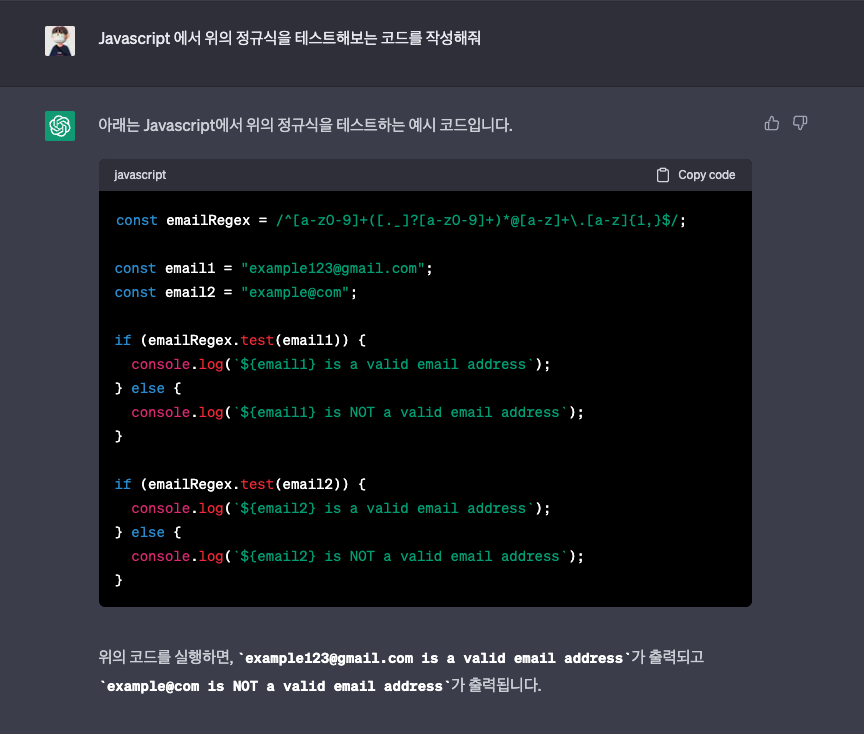 Javascript 에서 위의 정규식을 테스트해보는 코드를 작성해줘
아래는 Javascript에서 위의 정규식을 테스트하는 예시 코드입니다.
javascript
Copy code
const emailRegex = /^[a-z0-9]+([._]?[a-z0-9]+)*@[a-z]+\.[a-z]{1,}$/;
const email1 = "example123@gmail.com";
const email2 = "example@com";
if (emailRegex.test(email1)) {
  console.log(`${email1} is a valid email address`);
} else {
  console.log(`${email1} is NOT a valid email address`);
}
if (emailRegex.test(email2)) {
  console.log(`${email2} is a valid email address`);
} else {
  console.log(`${email2} is NOT a valid email address`);
}
위의 코드를 실행하면, `example123@gmail.com is a valid email address`가 출력되고
`example@com is NOT a valid email address`가 출력됩니다.